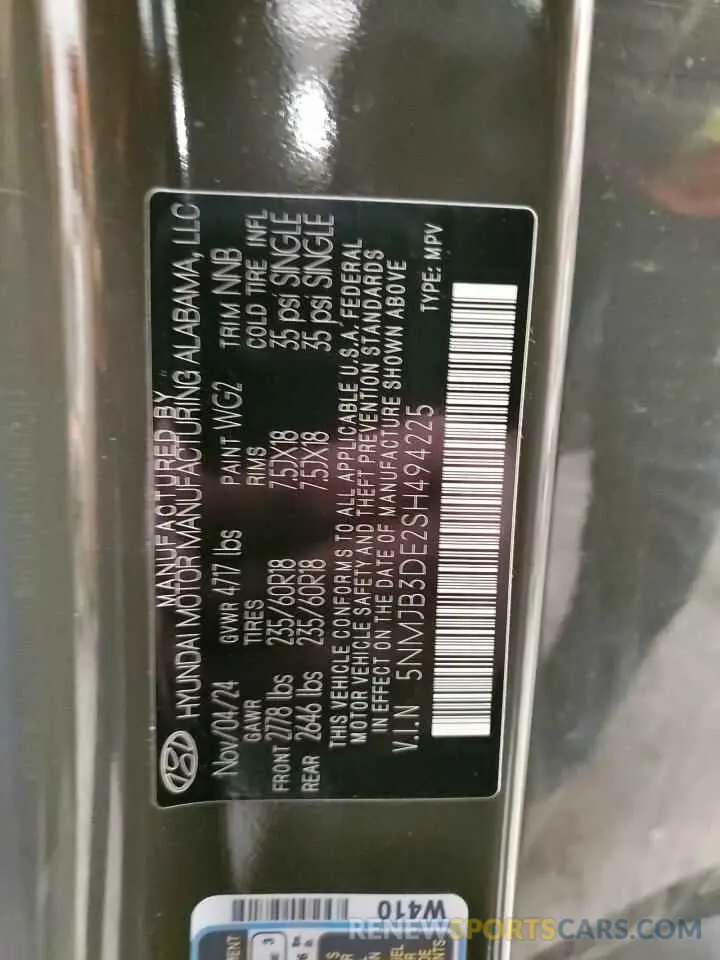 MANUFACTURED BY
HYUNDAI MOTOR MANUFACTURING ALABAMA, LLC
Nov/04/24 GVWR 4717 lbs PAINT WG2 TRIM NNB
GAWR TIRES RIMS COLD TIRE INFL
FRONT 2778 lbs 235/60R18 7.5JX18 35 psi SINGLE
REAR 2646 lbs 235/60R18 7.5JX18 35 psi SINGLE
THIS VEHICLE CONFORMS TO ALL APPLICABLE U.S.A. FEDERAL
MOTOR VEHICLE SAFETY AND THEFT PREVENTION STANDARDS
IN EFFECT ON THE DATE OF MANUFACTURE SHOWN ABOVE
V.I.N 5NMJB3DE2SH494225 TYPE: MPV
W410
RENEWSPORTSCARS.COM